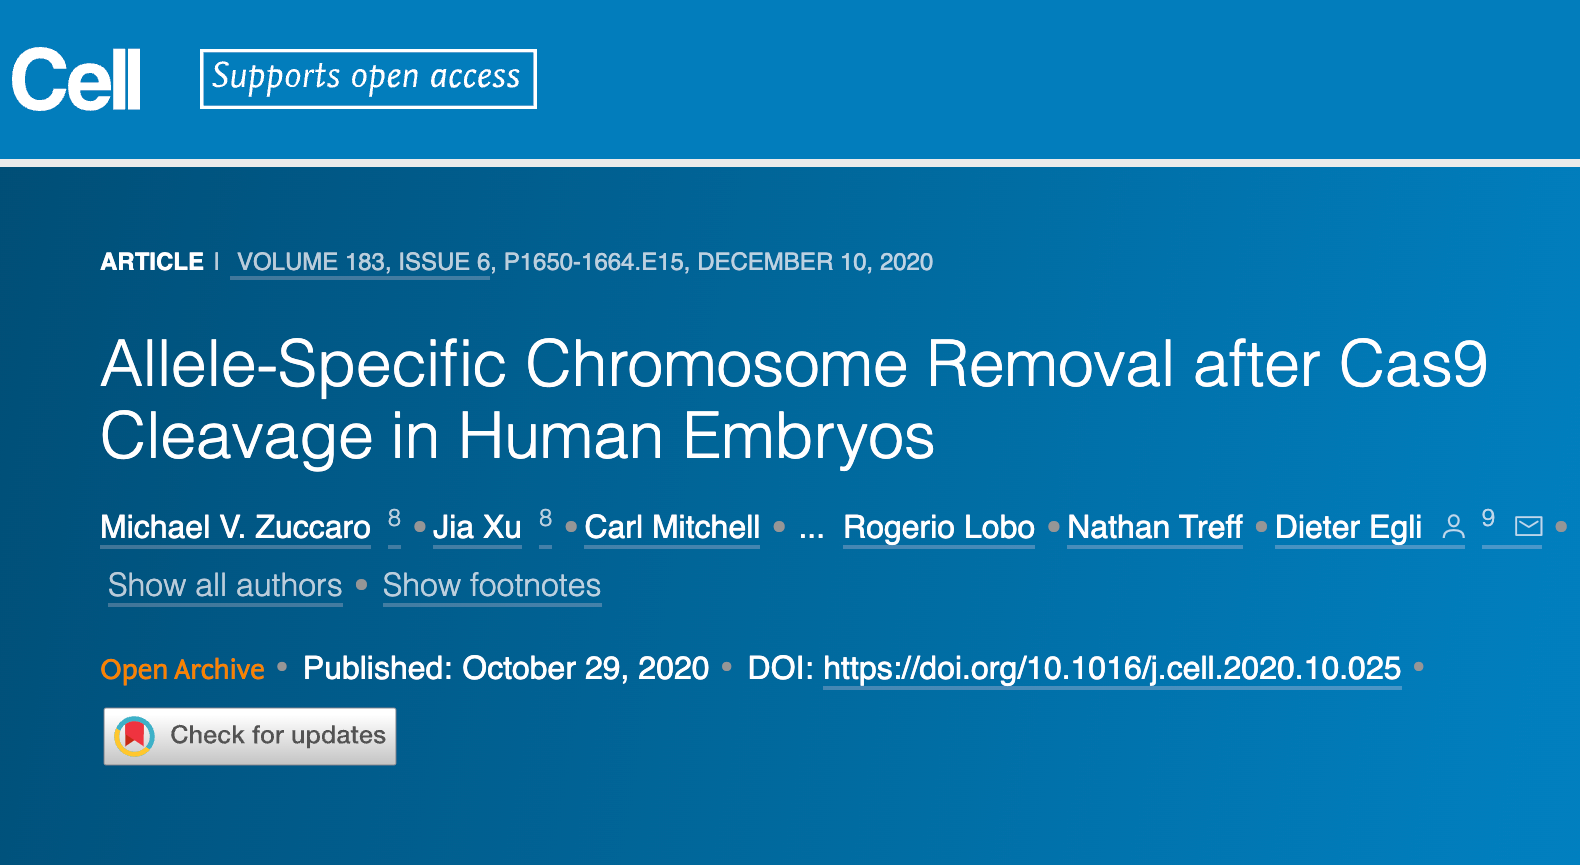 Cell
Supports open access
ARTICLE | VOLUME 183, ISSUE 6, P1650-1664.E15, DECEMBER 10, 2020
Allele-Specific Chromosome Removal after Cas9
Cleavage in Human Embryos
Michael V. Zuccaro 8 • Jia Xu 8 • Carl Mitchell • ... Rogerio Lobo • Nathan Treff • Dieter Egli 9 •
Show all authors • Show footnotes
Open Archive • Published: October 29, 2020 • DOI: https://doi.org/10.1016/j.cell.2020.10.025 •
Check for updates